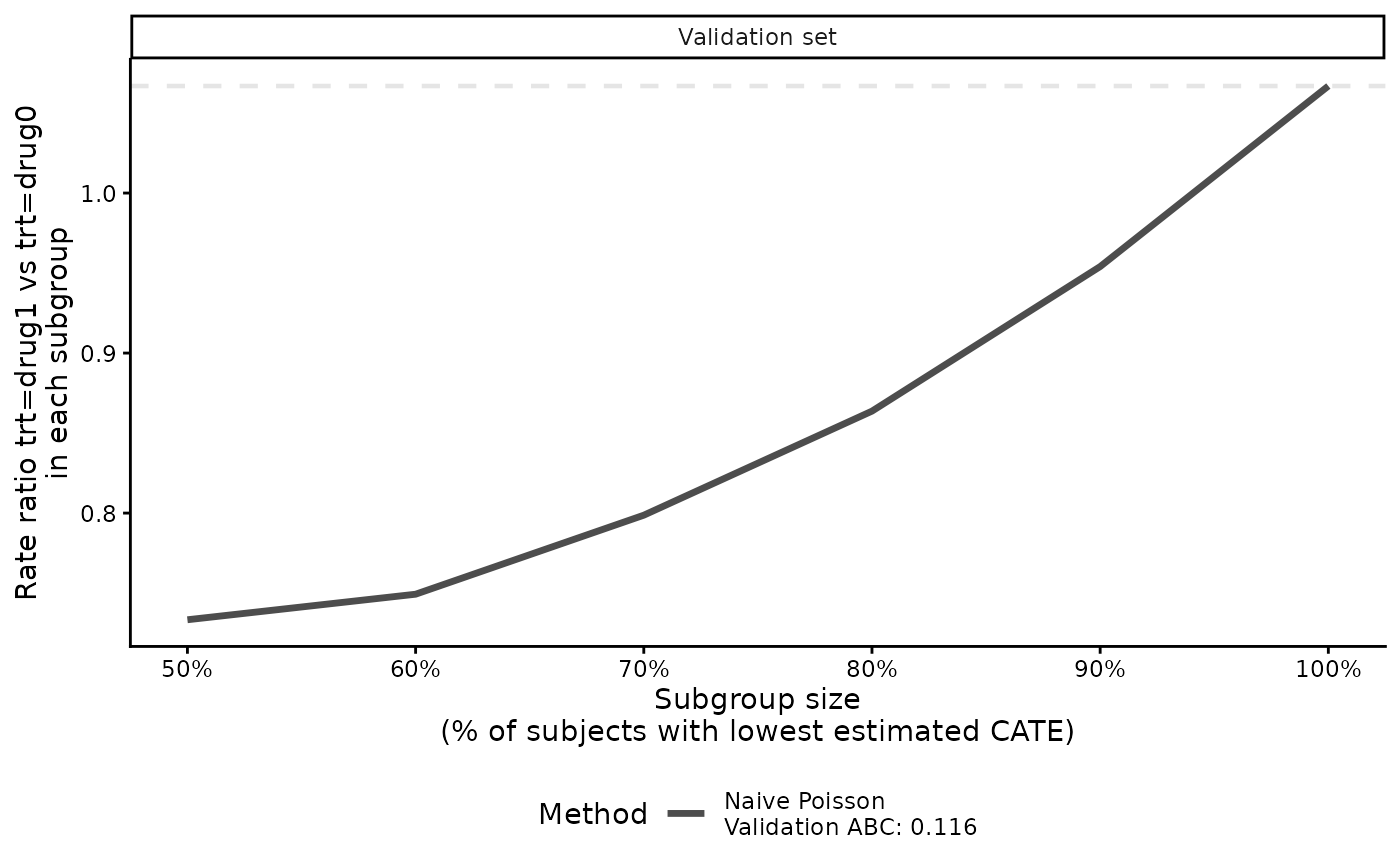 Validation set
Rate ratio trt=drug1 vs trt=drug0
in each subgroup
1.0
0.9
0.8
50%
60%
70%
80%
90%
100%
Subgroup size
(% of subjects with lowest estimated CATE)
Method
Naive Poisson
Validation ABC: 0.116